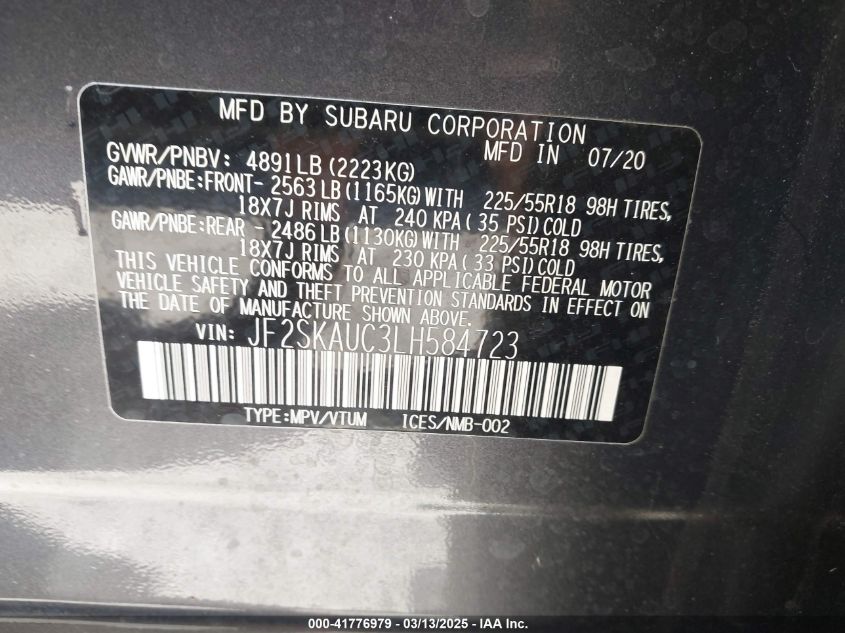 MFD BY SUBARU CORPORATION
MFD IN 07/20
GVWR/PNBV: 4891LB (2223KG)
GAWR/PNBE:FRONT- 2563LB (1165KG) WITH 225/55R18 98H TIRES,
18X7J RIMS AT 240 KPA ( 35 PSI) COLD
GAWR/PNBE:REAR - 2486LB (1130KG) WITH 225/55R18 98H TIRES,
18X7J RIMS AT 230 KPA ( 33 PSI) COLD
THIS VEHICLE CONFORMS TO ALL APPLICABLE FEDERAL MOTOR
VEHICLE SAFETY AND THEFT PREVENTION STANDARDS IN EFFECT ON
THE DATE OF MANUFACTURE SHOWN ABOVE.
VIN: JF2SKAUC3LH584723
TYPE:MPV/VTUM ICES/NMB-002
000-41776979 — 03/13/2025 — IAA Inc.